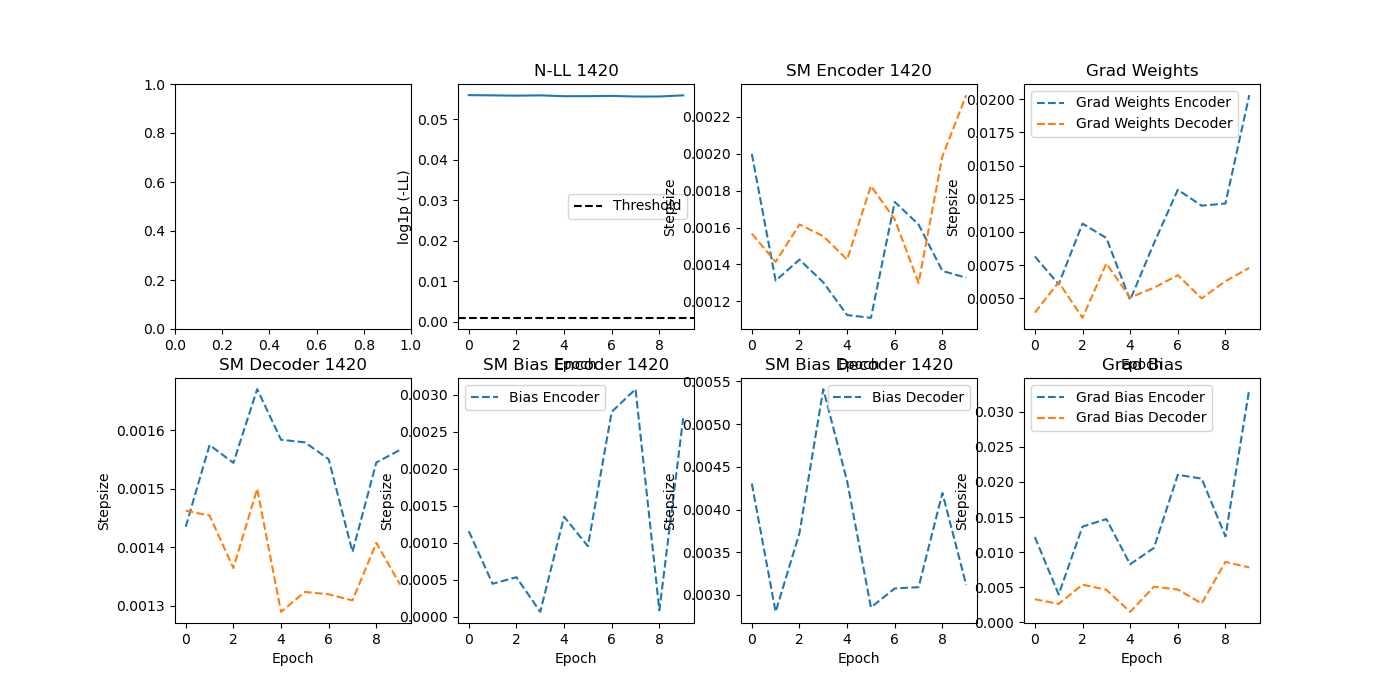 N-LL 1420
SM Encoder 1420
Grad Weights
1.0
0.8
0.6
0.4
0.2
0.0
0.0 0.2 0.4 0.6 0.8 1.0
log1p (-LL)
0.05
0.04
0.03
0.02
0.01
0.00
Threshold
0 2 4 6 8
Epoch
Stepsize
0.0022
0.0020
0.0018
0.0016
0.0014
0.0012
0 2 4 6 8
Epoch
Stepsize
0.0200
0.0175
0.0150
0.0125
0.0100
0.0075
0.0050
Grad Weights Encoder
Grad Weights Decoder
0 2 4 6 8
Epoch
SM Decoder 1420
SM Bias Encoder 1420
SM Bias Decoder 1420
Grad Bias
Stepsize
0.0016
0.0015
0.0014
0.0013
0 2 4 6 8
Epoch
Stepsize
0.0030
0.0025
0.0020
0.0015
0.0010
0.0005
0.0000
Bias Encoder
0 2 4 6 8
Epoch
Stepsize
0.0055
0.0050
0.0045
0.0040
0.0035
0.0030
Bias Decoder
0 2 4 6 8
Epoch
Stepsize
0.030
0.025
0.020
0.015
0.010
0.005
0.000
Grad Bias Encoder
Grad Bias Decoder
0 2 4 6 8
Epoch